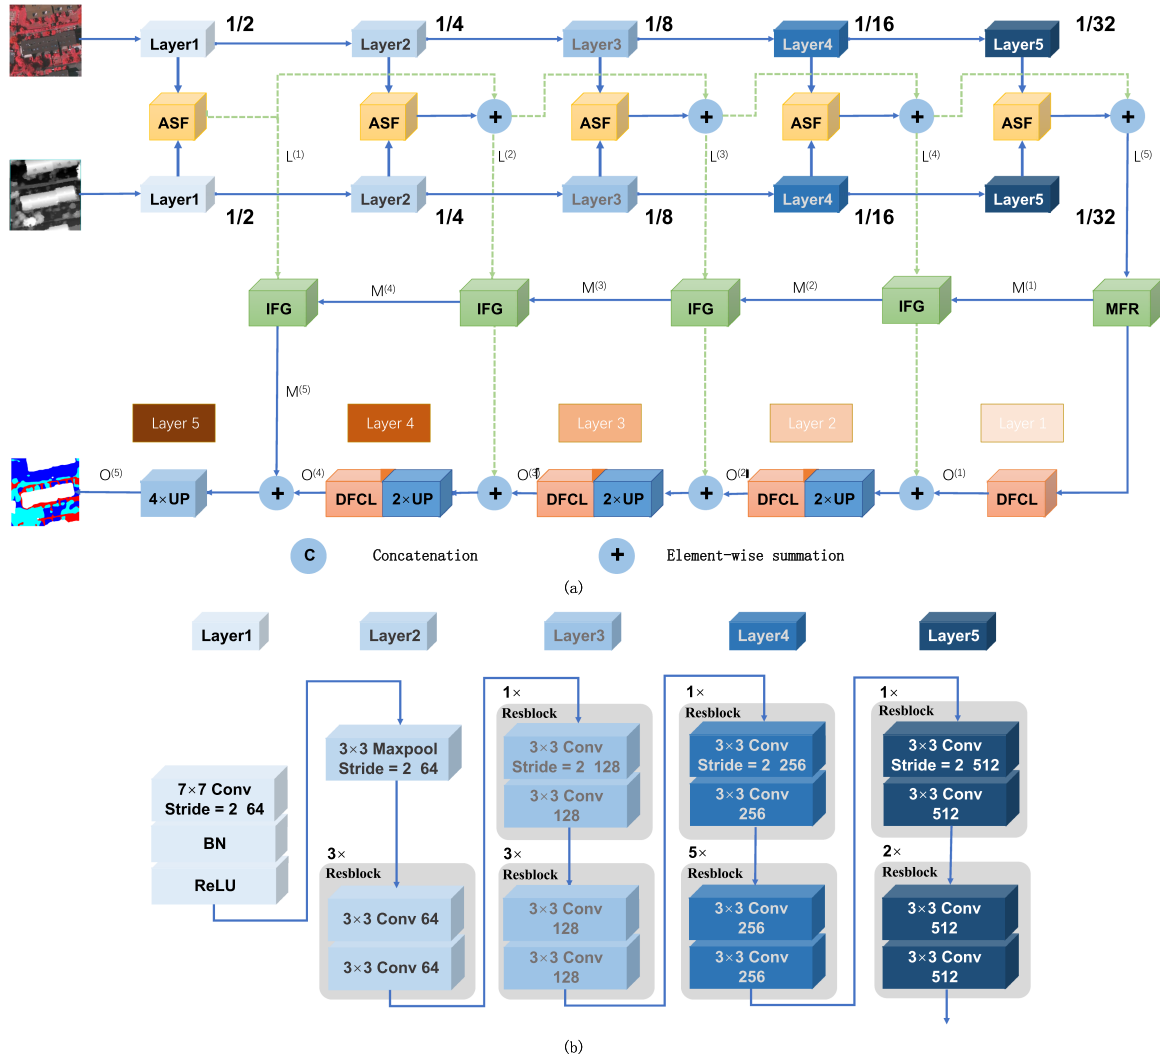 Layer1 1/2 Layer2 1/4 Layer3 1/8 Layer4 1/16 Layer5 1/32
ASF ASF + ASF + ASF + ASF +
L(1) L(2) L(3) L(4) L(5)
Layer1 Layer2 Layer3 Layer4 Layer5
1/2 1/4 1/8 1/16 1/32
M(4) M(3) M(2) M(1)
IFG IFG IFG IFG MFR
M(5)
Layer 5 Layer 4 Layer 3 Layer 2 Layer 1
O(5) O(4) O(3) O(2) O(1)
4×UP + DFCL 2×UP + DFCL 2×UP + DFCL 2×UP + DFCL
C Concatenation + Element-wise summation
(a)
Layer1 Layer2 Layer3 Layer4 Layer5
1× 1× 1×
Resblock Resblock Resblock
3×3 Maxpool 3×3 Conv 3×3 Conv 3×3 Conv
Stride = 2 64 Stride = 2 128 Stride = 2 256 Stride = 2 512
7×7 Conv 3×3 Conv 3×3 Conv 3×3 Conv
Stride = 2 64 128 256 512
BN
3× 3× 5× 2×
Resblock Resblock Resblock Resblock
ReLU
3×3 Conv 64 3×3 Conv 3×3 Conv 3×3 Conv
128 256 512
3×3 Conv 64 3×3 Conv 3×3 Conv 3×3 Conv
128 256 512
(b)